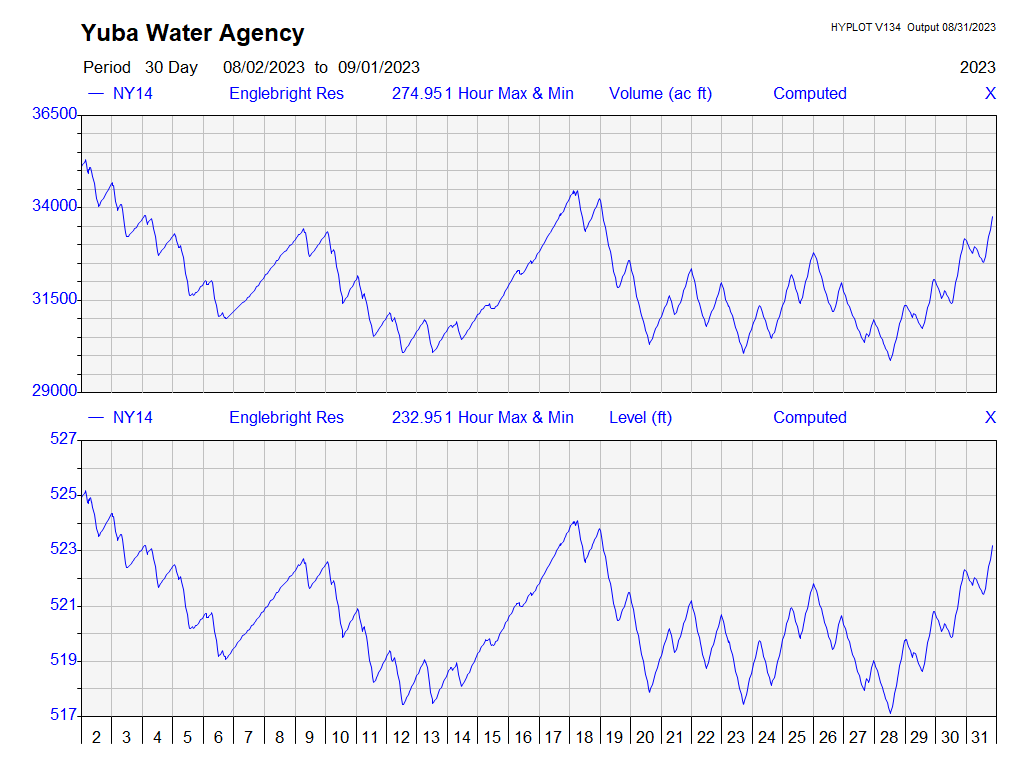 Yuba Water Agency
HYPLOT V134 Output 08/31/2023
Period 30 Day 08/02/2023 to 09/01/2023
2023
NY14 Englebright Res 274.951 Hour Max & Min Volume (ac ft) Computed X
36500
34000
31500
29000
NY14 Englebright Res 232.951 Hour Max & Min Level (ft) Computed X
527
525
523
521
519
517
2 3 4 5 6 7 8 9 10 11 12 13 14 15 16 17 18 19 20 21 22 23 24 25 26 27 28 29 30 31